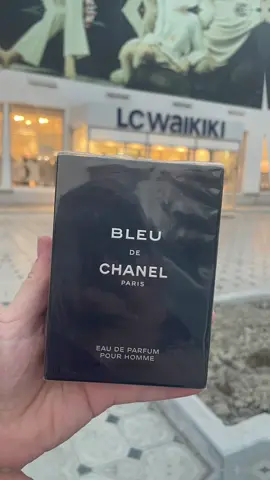 LC WAIKIKI
BLEU
DE
CHANEL
PARIS
EAU DE PARFUM
POUR HOMME